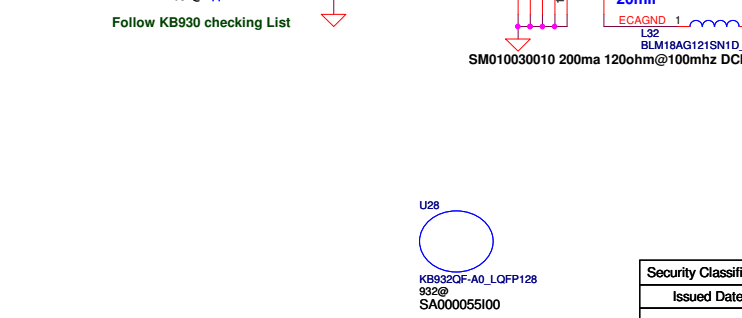 20mil
Follow KB930 checking List
ECAGND 1
L32
BLM18AG121SN1D_
SM010030010 200ma 120ohm@100mhz DC
U28
KB932QF-A0_LQFP128
932@
SA000055I00
Security Classifi
Issued Date